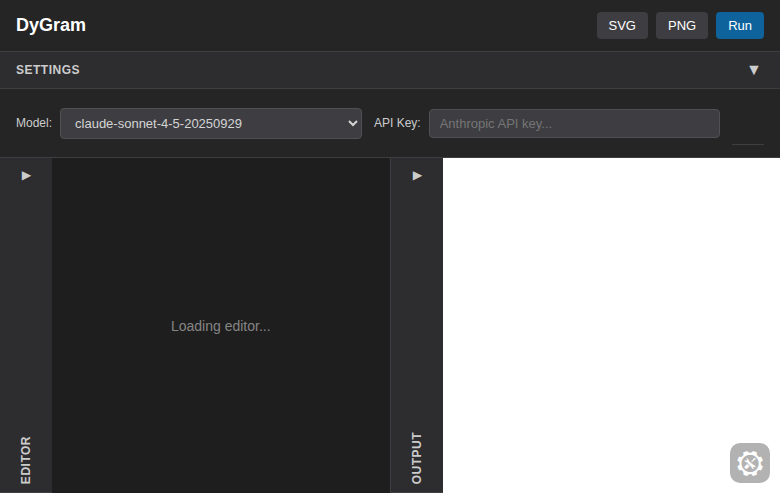 DyGram
SVG
PNG
Run
SETTINGS
▼
Model:
claude-sonnet-4-5-20250929
API Key:
Anthropic API key...
▶
EDITOR
Loading editor...
▶
OUTPUT